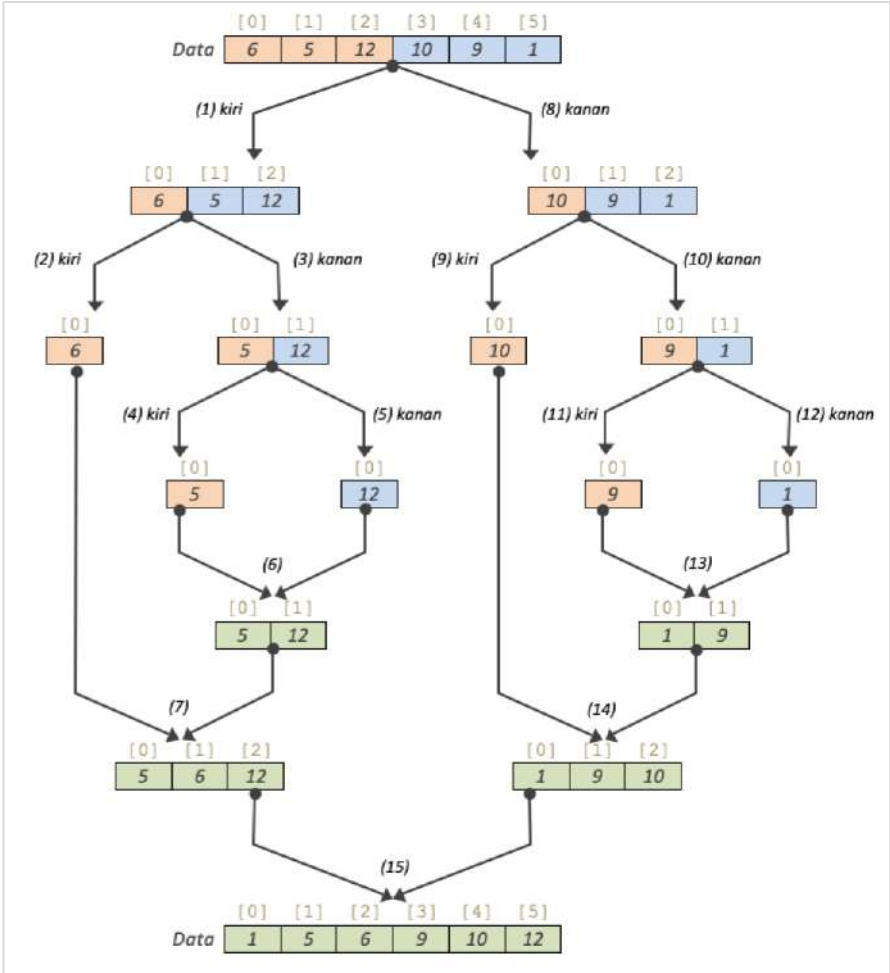 [0] [1] [2] [3] [4] [5]
Data 6 5 12 10 9 1
(1) kiri (8) kanan
[0] [1] [2] [0] [1] [2]
6 5 12 10 9 1
(2) kiri (3) kanan (9) kiri (10) kanan
[0] [0] [1] [0] [0] [1]
6 5 12 10 9 1
(4) kiri (5) kanan (11) kiri (12) kanan
[0] [0] [0] [0]
5 12 9 1
(6) (13)
[0] [1] [0] [1]
5 12 1 9
(7) (14)
[0] [1] [2] [0] [1] [2]
5 6 12 1 9 10
(15)
[0] [1] [2] [3] [4] [5]
Data 1 5 6 9 10 12